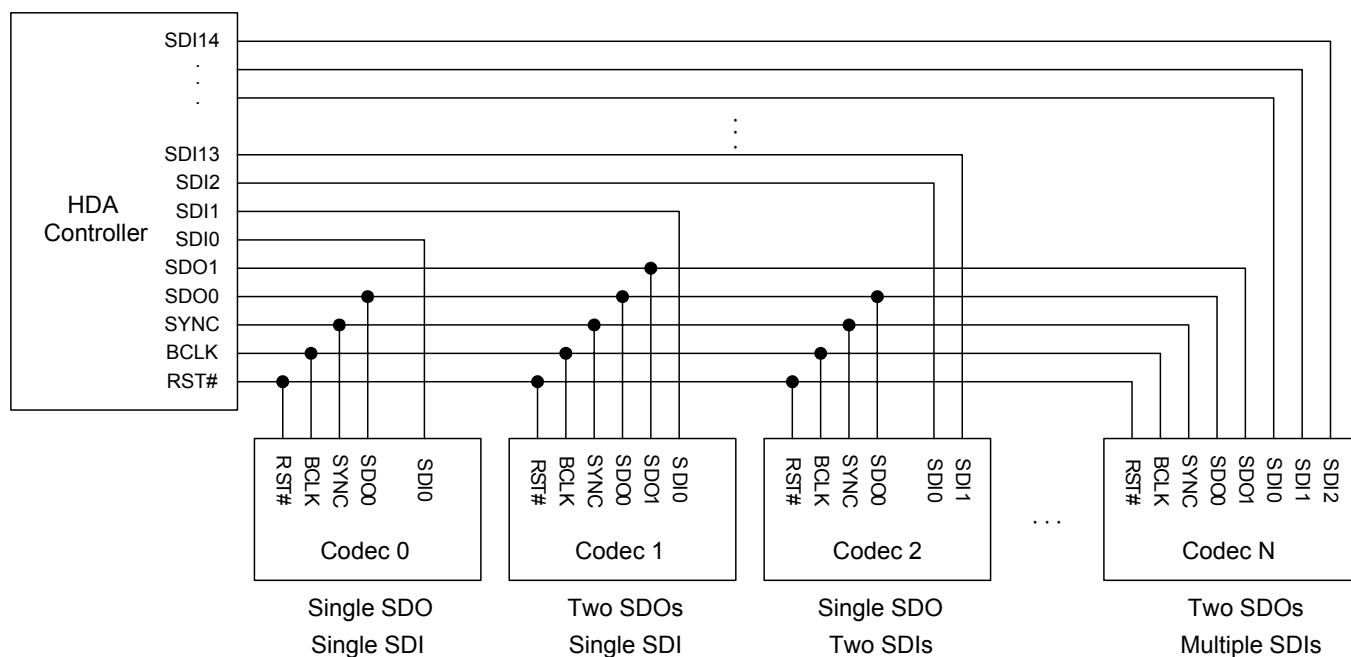 HDA
Controller
SDI14
.
.
.
SDI13
SDI2
SDI1
SDI0
SDO1
SDO0
SYNC
BCLK
RST#
.
.
.
RST#
BCLK
SYNC
SDO0
SDI0
Codec 0
Single SDO
Single SDI
RST#
BCLK
SYNC
SDO0
SDO1
SDI0
Codec 1
Two SDOs
Single SDI
RST#
BCLK
SYNC
SDO0
SDI0
SDI1
Codec 2
Single SDO
Two SDIs
. . .
RST#
BCLK
SYNC
SDO0
SDO1
SDI0
SDI1
SDI2
Codec N
Two SDOs
Multiple SDIs